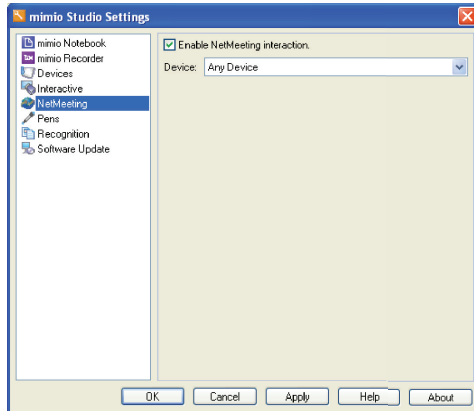 mimio Studio Settings
mimio Notebook
mimio Recorder
Devices
Interactive
NetMeeting
Pens
Recognition
Software Update
Enable NetMeeting interaction.
Device: Any Device
OK Cancel Apply Help About